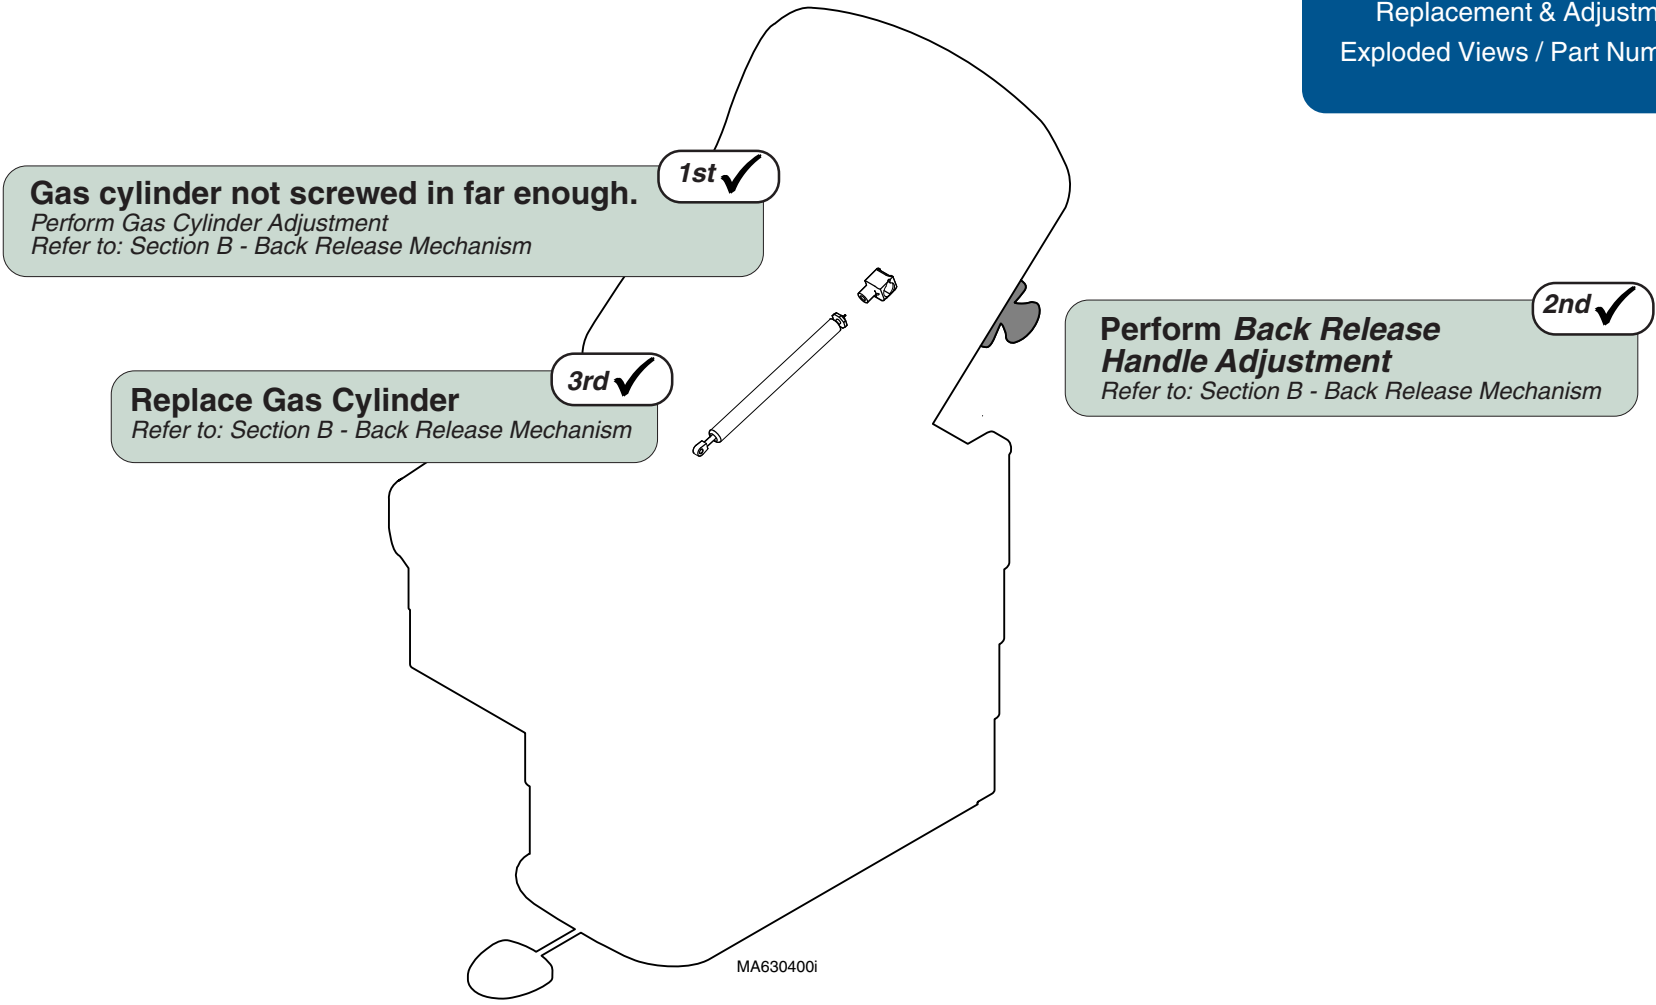 Replacement & Adjustm
Exploded Views / Part Num
1st
Gas cylinder not screwed in far enough.
Perform Gas Cylinder Adjustment
Refer to: Section B - Back Release Mechanism
2nd
Perform Back Release
Handle Adjustment
Refer to: Section B - Back Release Mechanism
3rd
Replace Gas Cylinder
Refer to: Section B - Back Release Mechanism
MA630400i